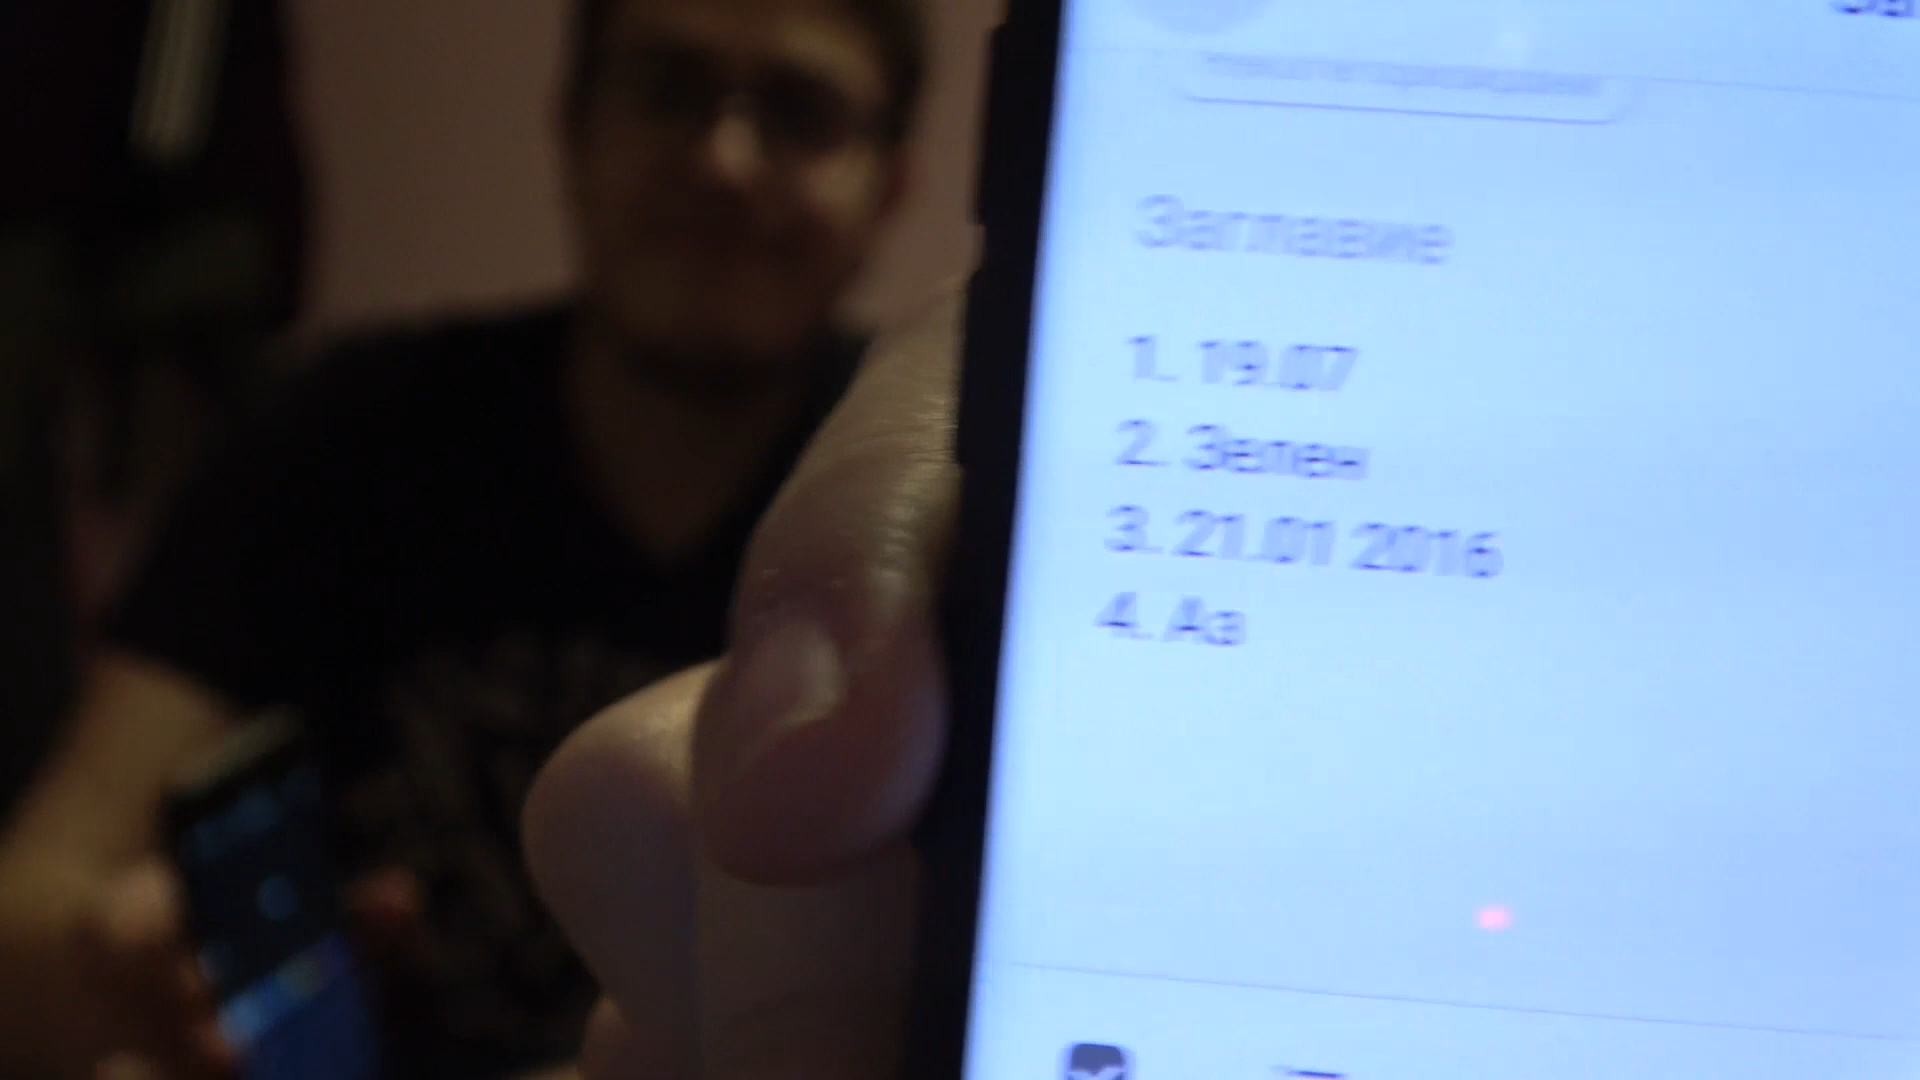 Заглавие
1. 19.07
2. Зелен
3. 21.01 2016
4. Аз